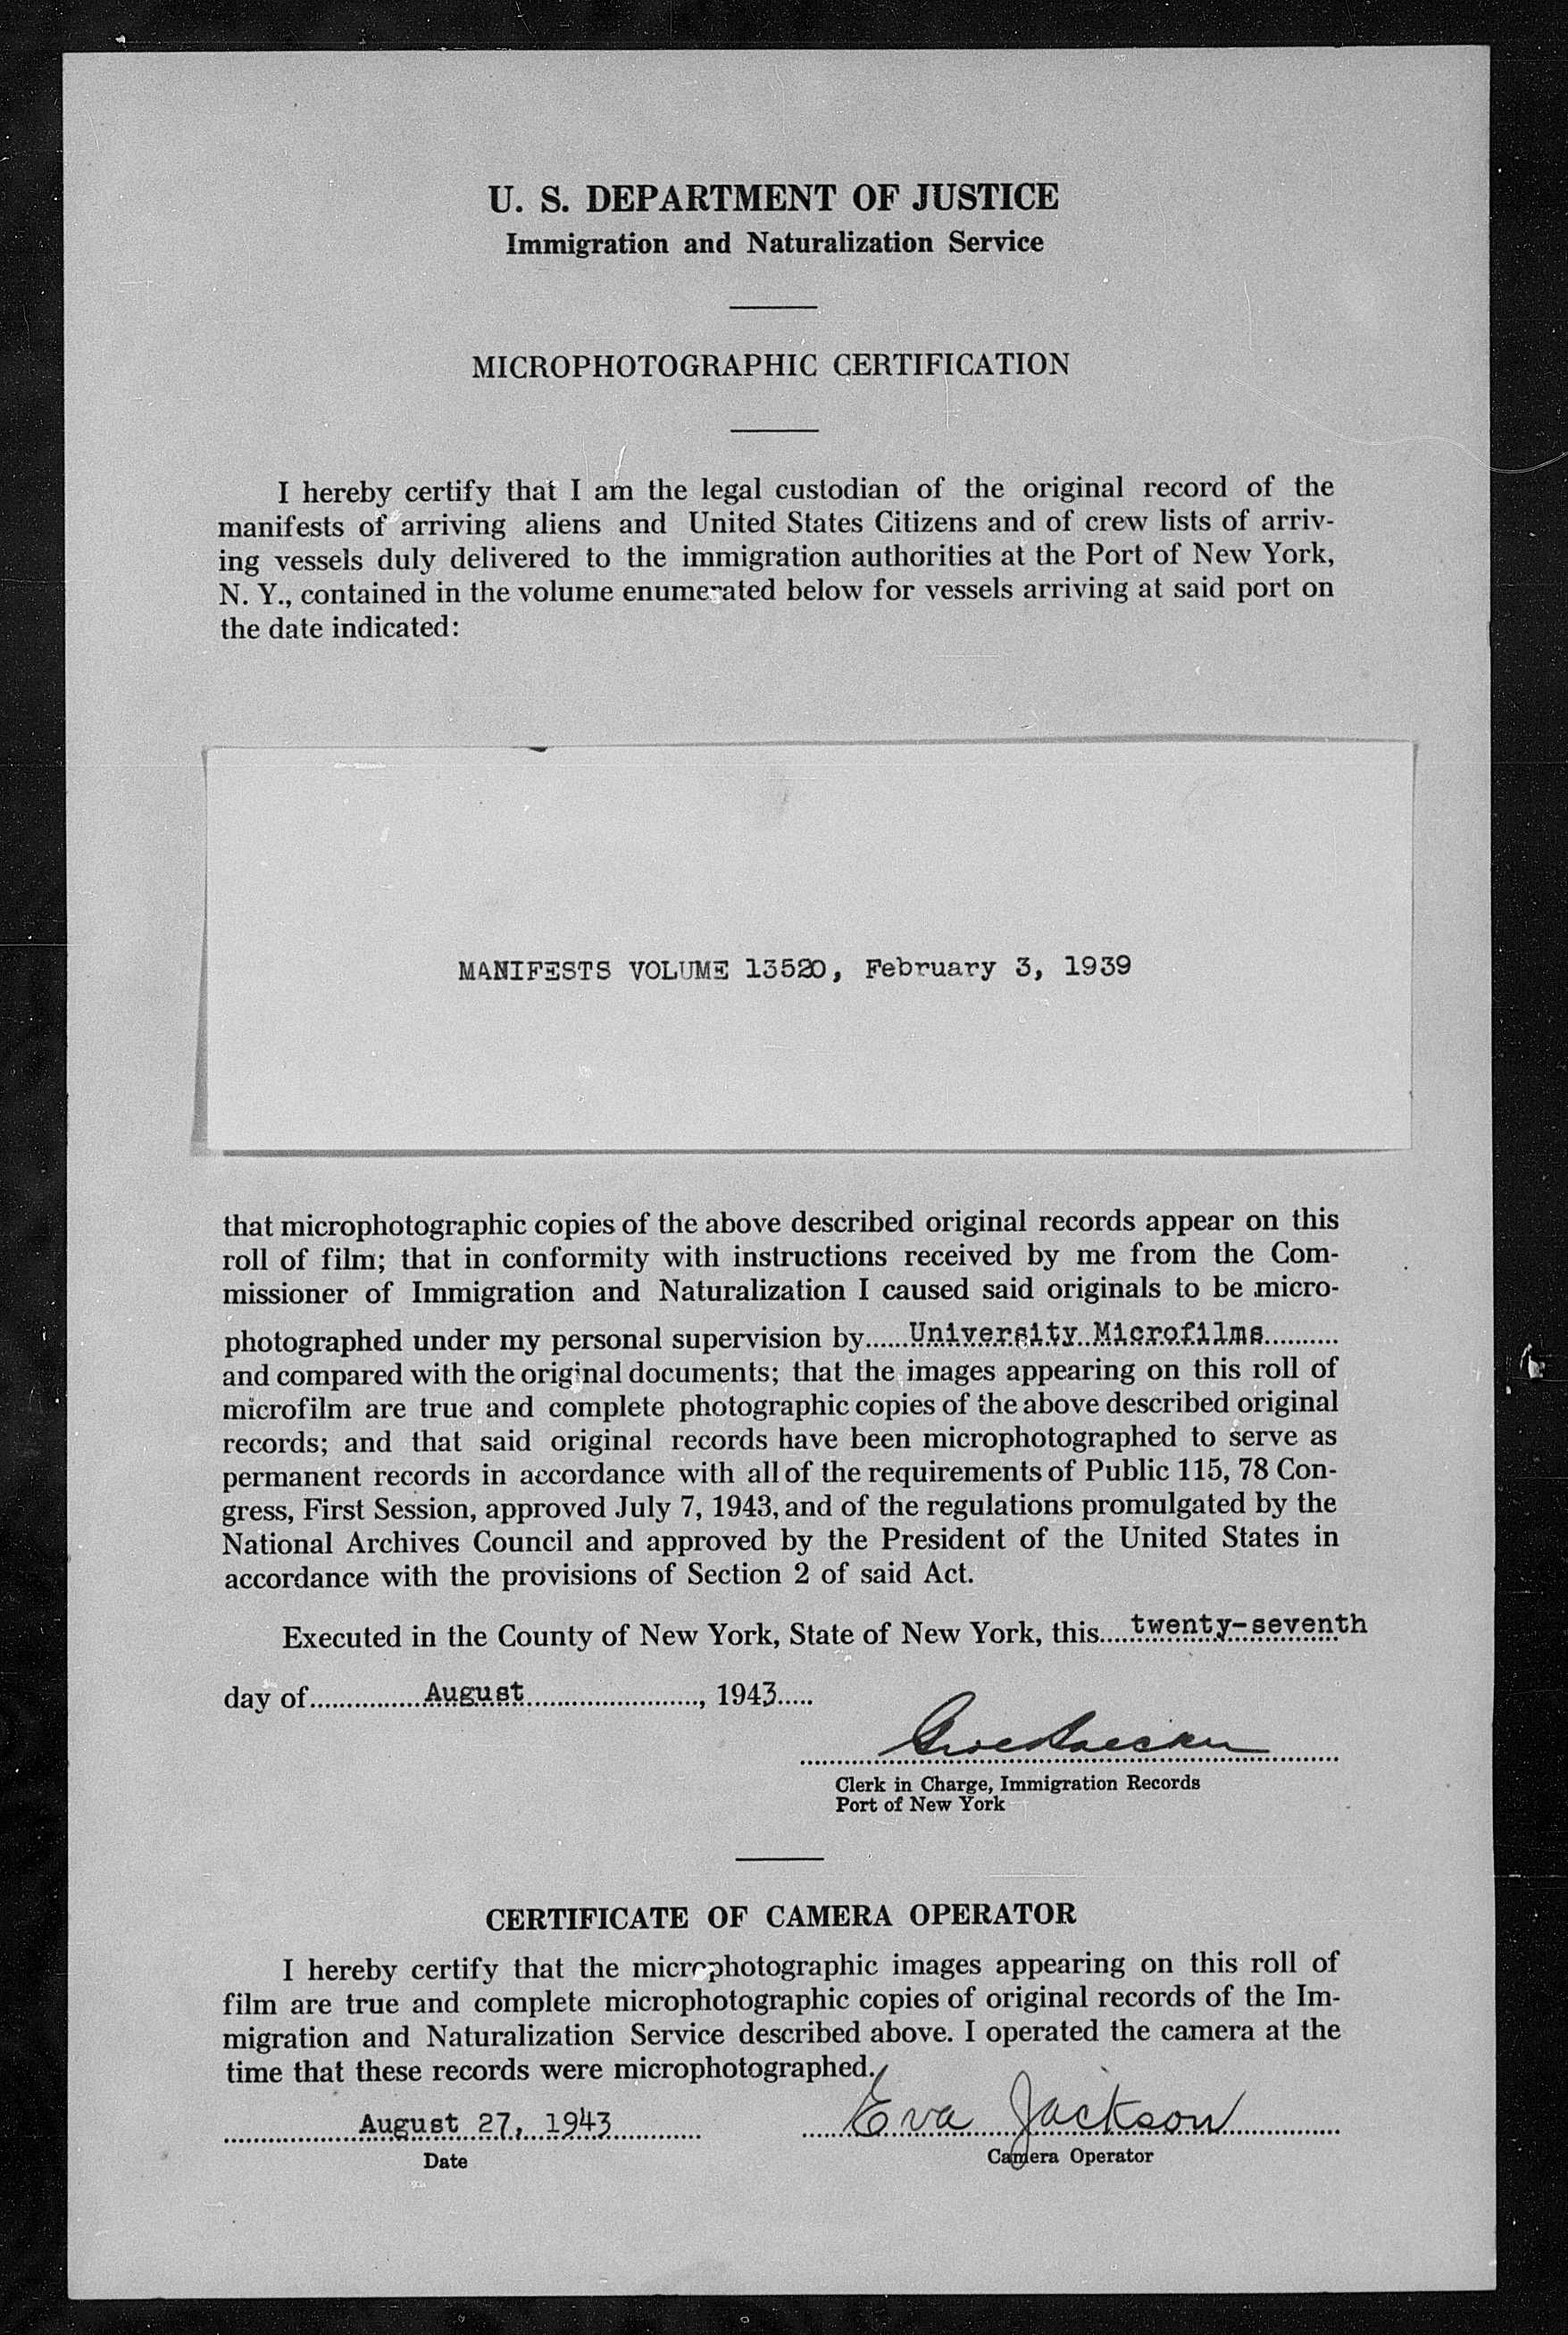 U. S. DEPARTMENT OF JUSTICE
Immigration and Naturalization Service
MICROPHOTOGRAPHIC CERTIFICATION
I hereby certify that I am the legal custodian of the original record of the
manifests of arriving aliens and United States Citizens and of crew lists of arriv-
ing vessels duly delivered to the immigration authorities at the Port of New York,
N. Y., contained in the volume enumerated below for vessels arriving at said port on
the date indicated:
MANIFESTS VOLUME 13520, February 3, 1939
that microphotographic copies of the above described original records appear on this
roll of film; that in conformity with instructions received by me from the Com-
missioner of Immigration and Naturalization I caused said originals to be micro-
photographed under my personal supervision by......University Microfilms..........
and compared with the original documents; that the images appearing on this roll of
microfilm are true and complete photographic copies of the above described original
records; and that said original records have been microphotographed to serve as
permanent records in accordance with all of the requirements of Public 115, 78 Con-
gress, First Session, approved July 7, 1943, and of the regulations promulgated by the
National Archives Council and approved by the President of the United States in
accordance with the provisions of Section 2 of said Act.
Executed in the County of New York, State of New York, this.....twenty-seventh
day of................August........................., 1943.....
Clerk in Charge, Immigration Records
Port of New York
CERTIFICATE OF CAMERA OPERATOR
I hereby certify that the microphotographic images appearing on this roll of
film are true and complete microphotographic copies of original records of the Im-
migration and Naturalization Service described above. I operated the camera at the
time that these records were microphotographed.
August 27, 1943 Eva Jackson
Date Camera Operator